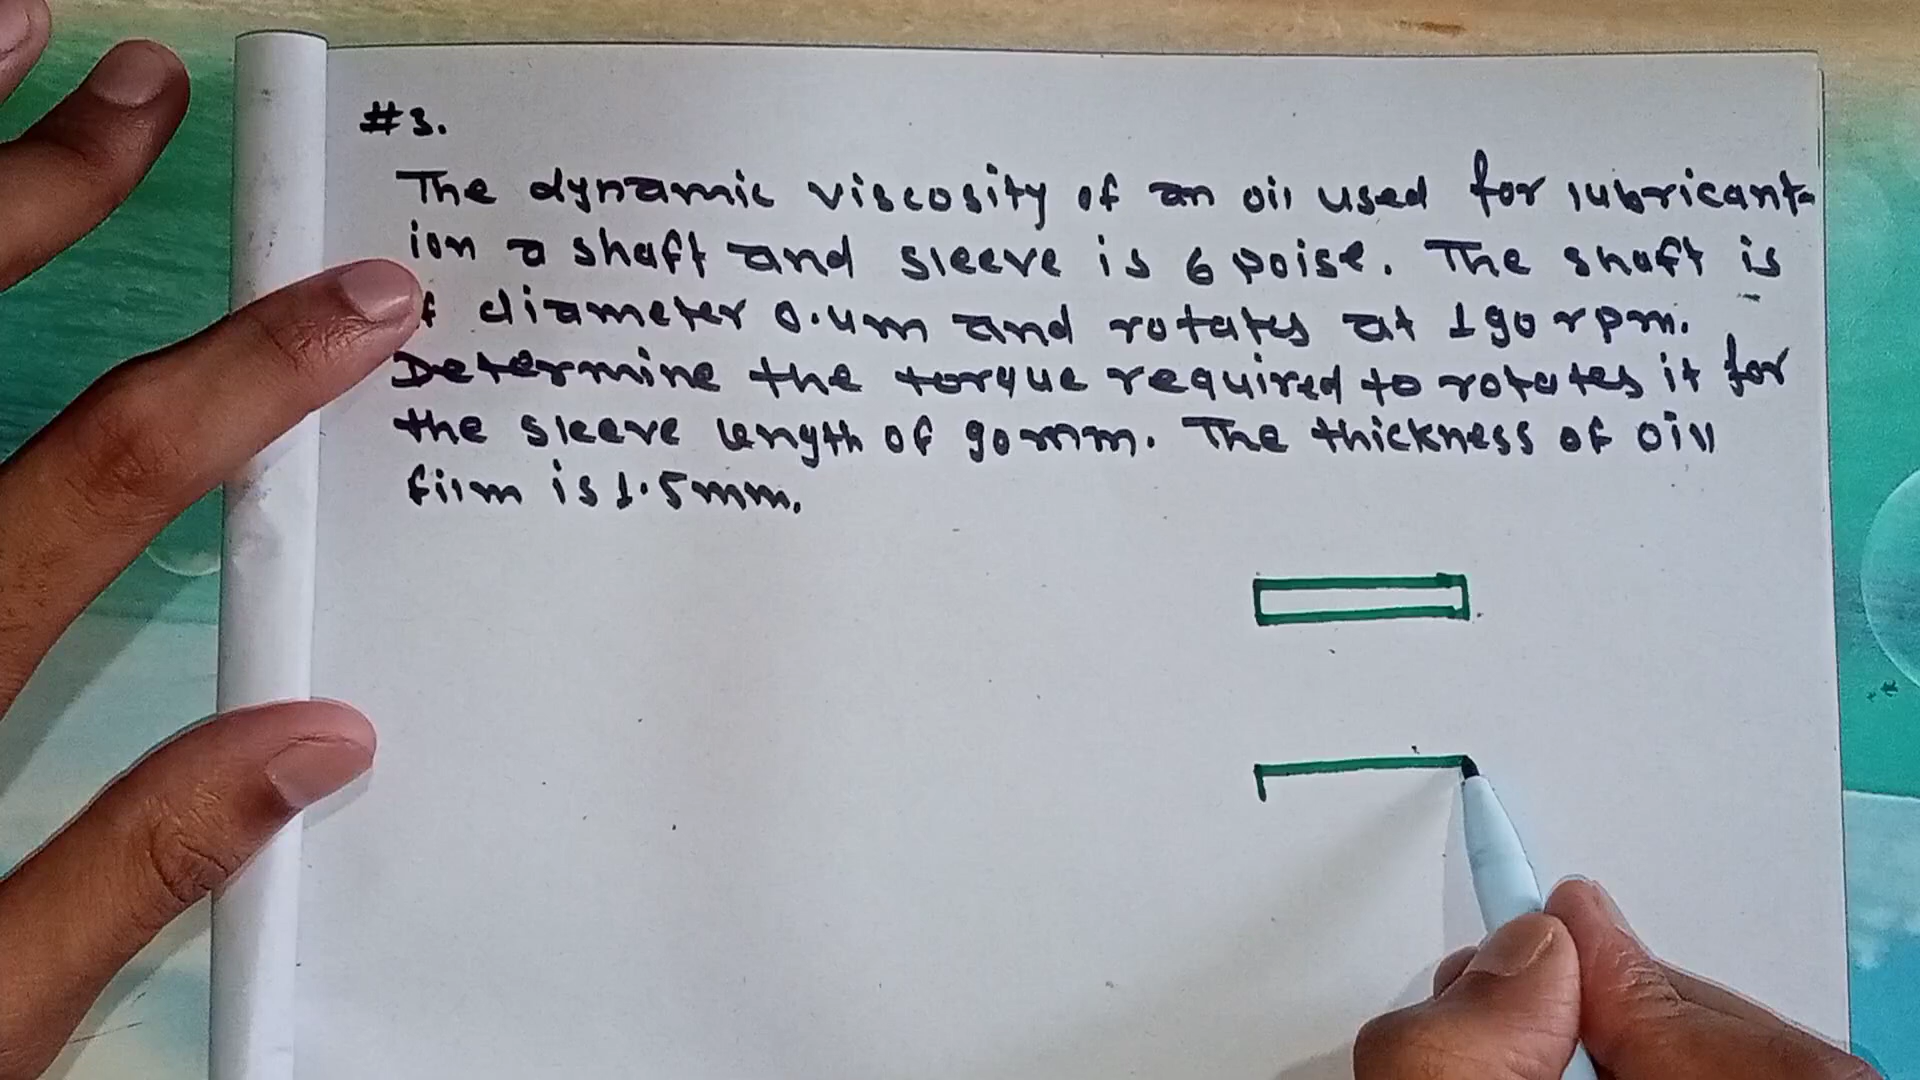 #3.
The dynamic viscosity of an oil used for lubricant-
ion a shaft and sleeve is 6 poise. The shaft is
f diameter 0.4m and rotates at 190 rpm.
Determine the torque required to rotates it for
the sleeve length of 90mm. The thickness of oil
film is 1.5mm.